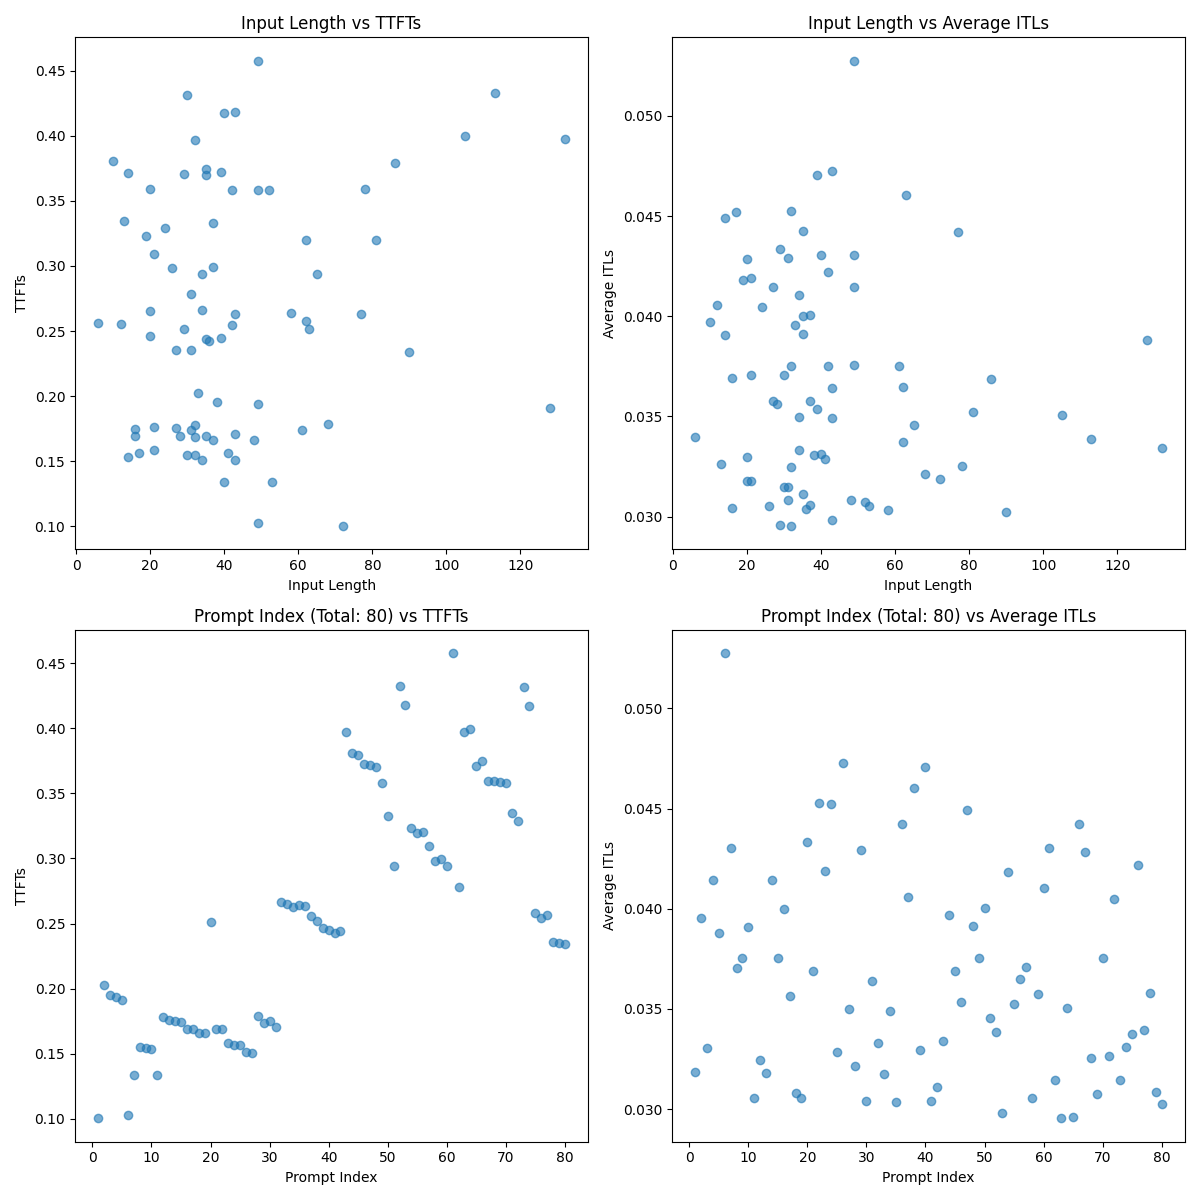 Input Length vs TTFTs
TTFTs
0.45
0.40
0.35
0.30
0.25
0.20
0.15
0.10
0 20 40 60 80 100 120
Input Length
Input Length vs Average ITLs
Average ITLs
0.050
0.045
0.040
0.035
0.030
0 20 40 60 80 100 120
Input Length
Prompt Index (Total: 80) vs TTFTs
TTFTs
0.45
0.40
0.35
0.30
0.25
0.20
0.15
0.10
0 10 20 30 40 50 60 70 80
Prompt Index
Prompt Index (Total: 80) vs Average ITLs
Average ITLs
0.050
0.045
0.040
0.035
0.030
0 10 20 30 40 50 60 70 80
Prompt Index